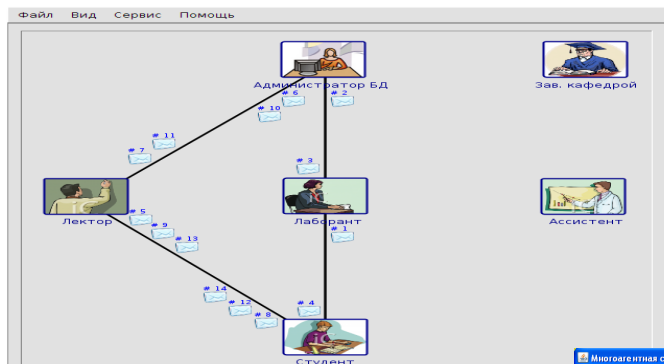 Файл Вид Сервис Помощь
Администратор БД
Зав. кафедрой
# 6
# 2
# 10
# 11
# 7
# 3
Лектор
Лаборант
Ассистент
# 5
# 9
# 1
# 13
# 14
# 12
# 4
# 8
Студент
Многоагентная с